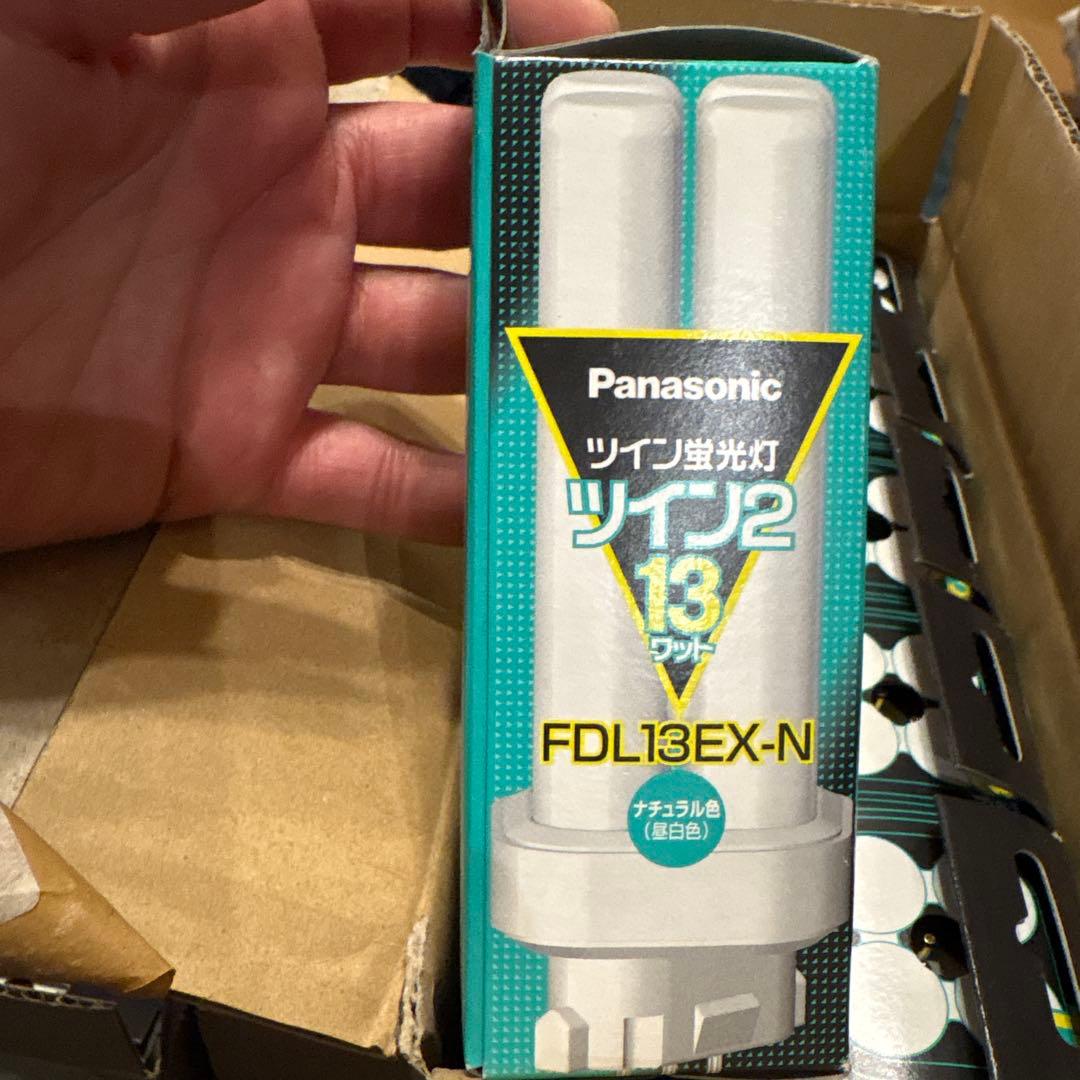 Panasonic
ツイン蛍光灯
ツイン2
13
ワット
FDL13EX-N
ナチュラル色
(昼白色)